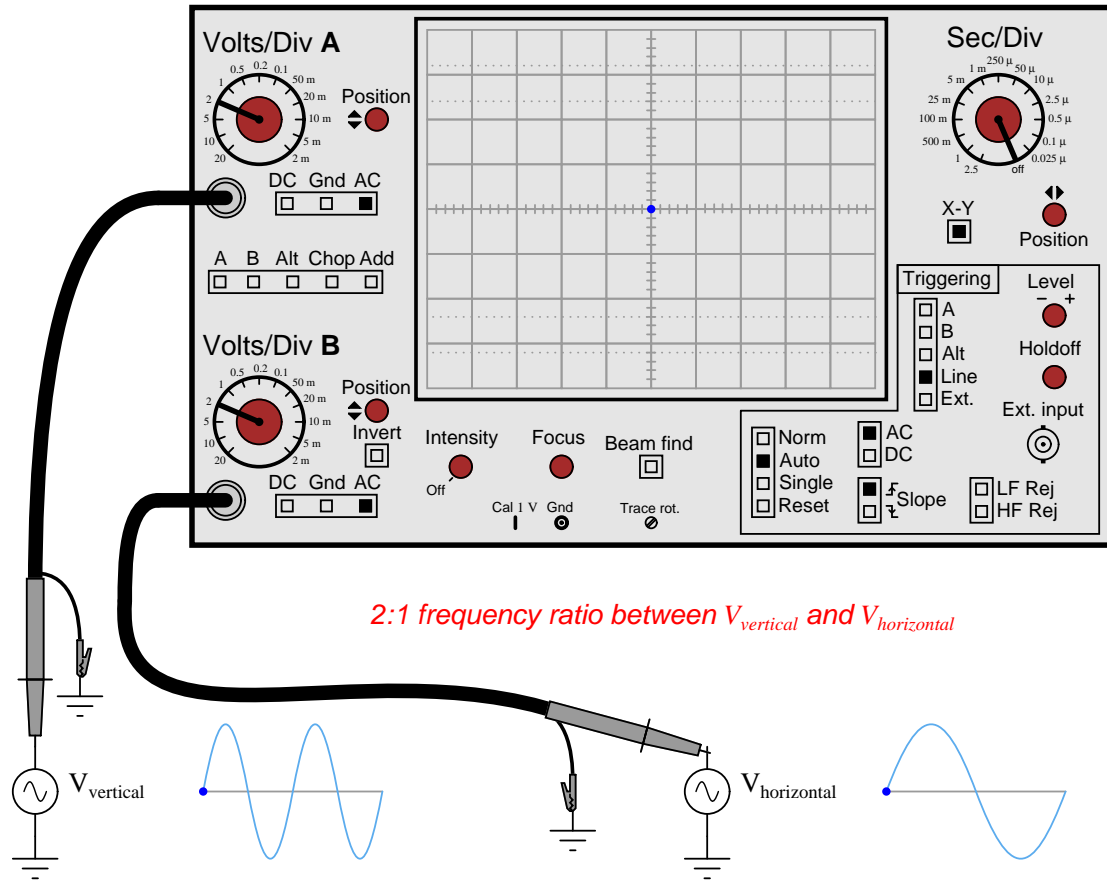 Volts/Div A
0.5 0.2 0.1
1 50 m
2 20 m
5 10 m
10 5 m
20 2 m
Position
DC Gnd AC
A B Alt Chop Add
Volts/Div B
0.5 0.2 0.1
1 50 m
2 20 m
5 10 m
10 5 m
20 2 m
Position
Invert
DC Gnd AC
Intensity
Off
Focus
Beam find
Cal 1 V Gnd
Trace rot.
Sec/Div
250 µ
1 m 50 µ
5 m 10 µ
25 m 2.5 µ
100 m 0.5 µ
500 m 0.1 µ
1 0.025 µ
2.5 off
X-Y
Position
Triggering
A
B
Alt
Line
Ext.
Level
− +
Holdoff
Ext. input
Norm
Auto
Single
Reset
AC
DC
Slope
LF Rej
HF Rej
2:1 frequency ratio between Vvertical and Vhorizontal
Vvertical
Vhorizontal